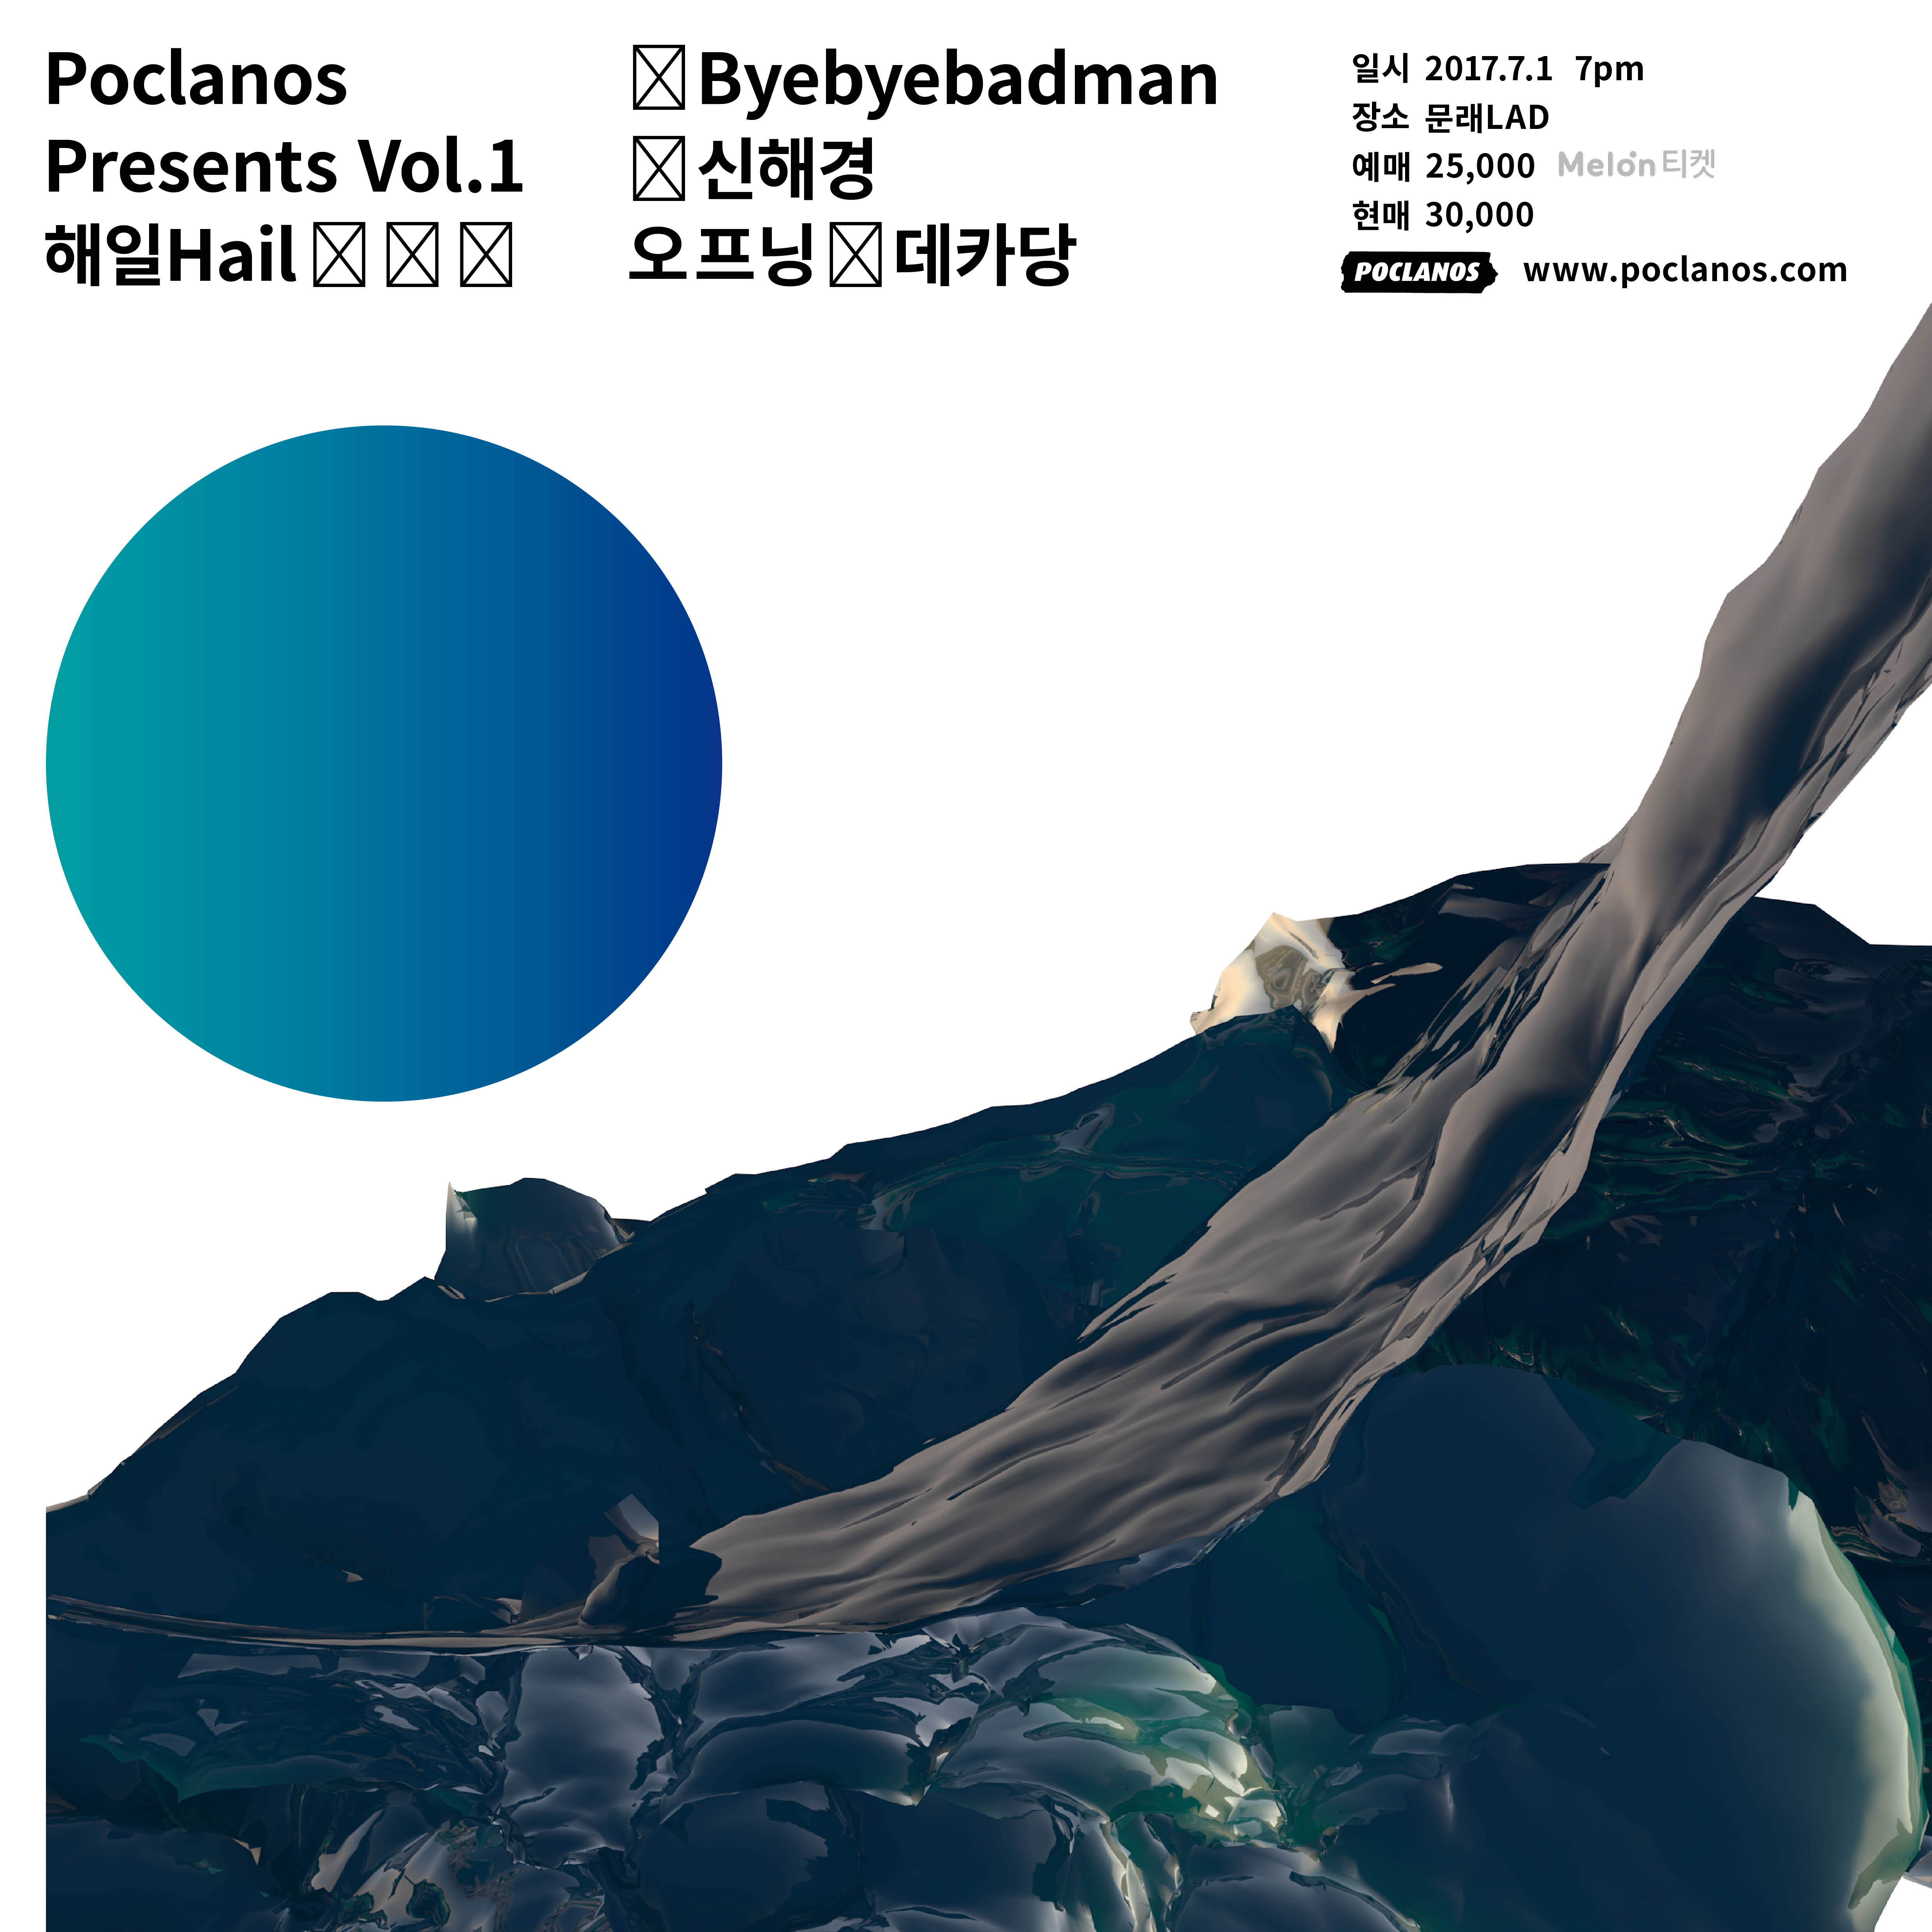 Poclanos
Presents Vol.1
해일Hail
Byebyebadman
신해경
오프닝 데카당
일시 2017.7.1 7pm
장소 문래LAD
예매 25,000 Melon티켓
현매 30,000
POCLANOS www.poclanos.com